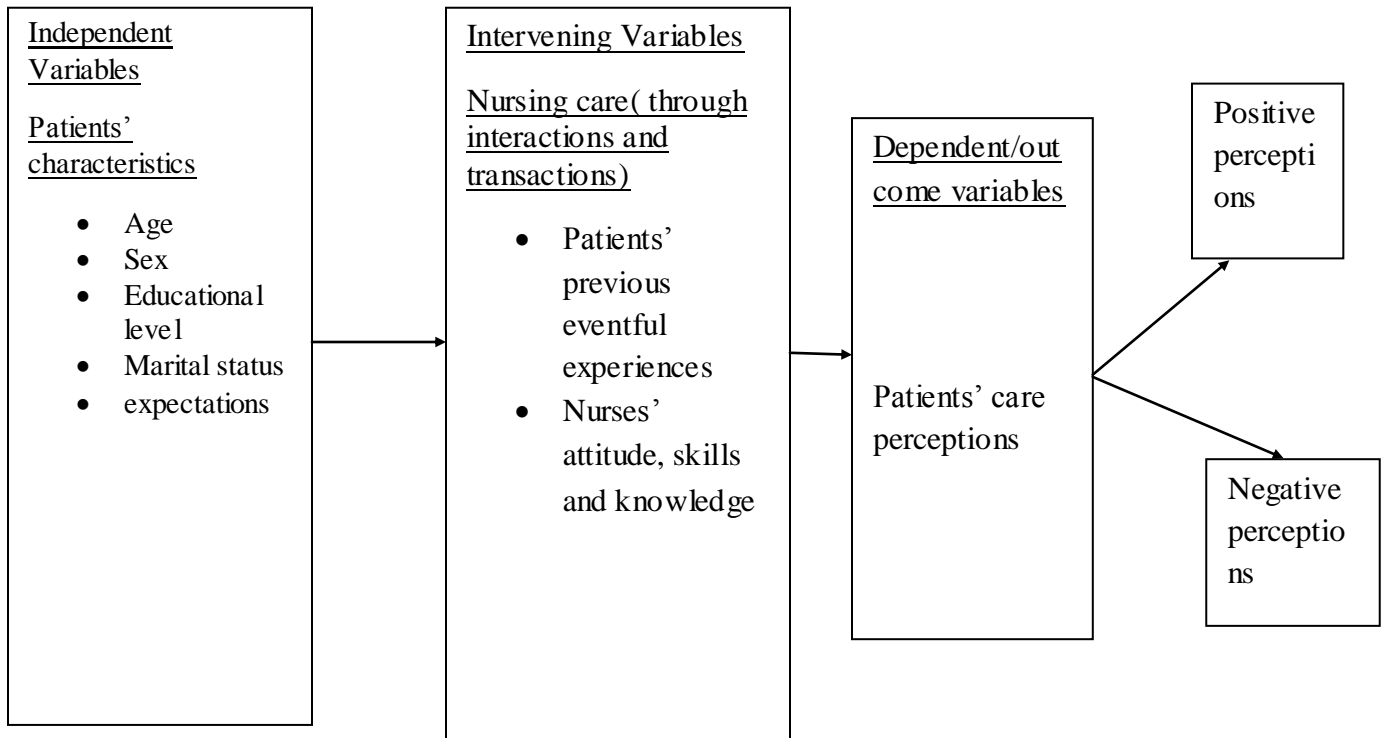 Independent
Variables
Patients’
characteristics
• Age
• Sex
• Educational
level
• Marital status
• expectations
Intervening Variables
Nursing care( through
interactions and
transactions)
• Patients’
previous
eventful
experiences
• Nurses’
attitude, skills
and knowledge
Dependent/out
come variables
Patients’ care
perceptions
Positive
percepti
ons
Negative
perceptio
ns